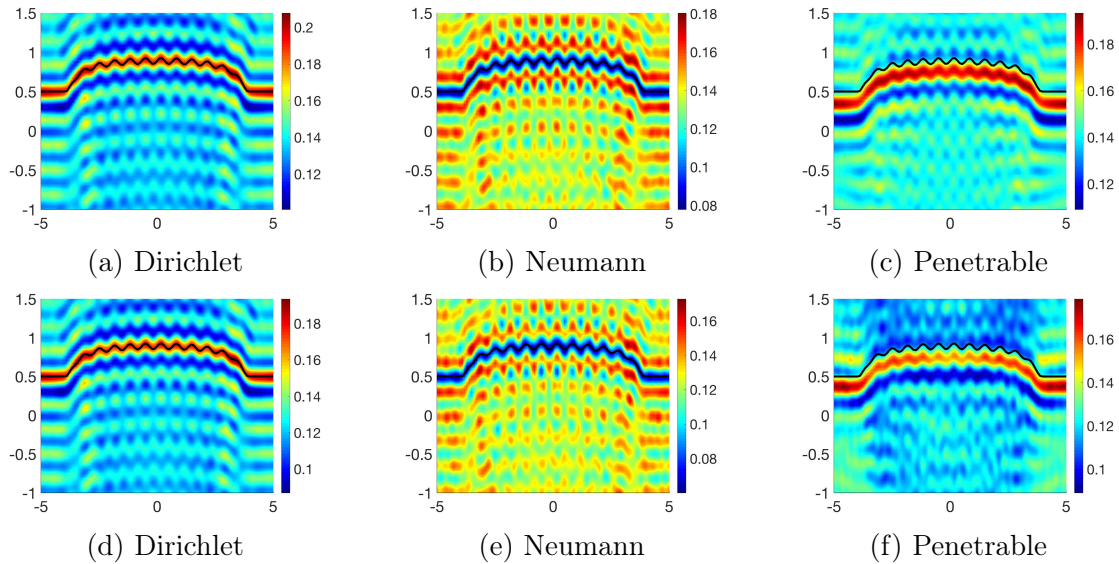 1.5 1 0.5 0 -0.5 -1 -5 0 5 0.2 0.18 0.16 0.14 0.12
1.5 1 0.5 0 -0.5 -1 -5 0 5 0.18 0.16 0.14 0.12 0.1 0.08
1.5 1 0.5 0 -0.5 -1 -5 0 5 0.18 0.16 0.14 0.12
(a) Dirichlet
(b) Neumann
(c) Penetrable
1.5 1 0.5 0 -0.5 -1 -5 0 5 0.18 0.16 0.14 0.12 0.1
1.5 1 0.5 0 -0.5 -1 -5 0 5 0.16 0.14 0.12 0.1 0.08 0.06
1.5 1 0.5 0 -0.5 -1 -5 0 5 0.16 0.14 0.12 0.1
(d) Dirichlet
(e) Neumann
(f) Penetrable